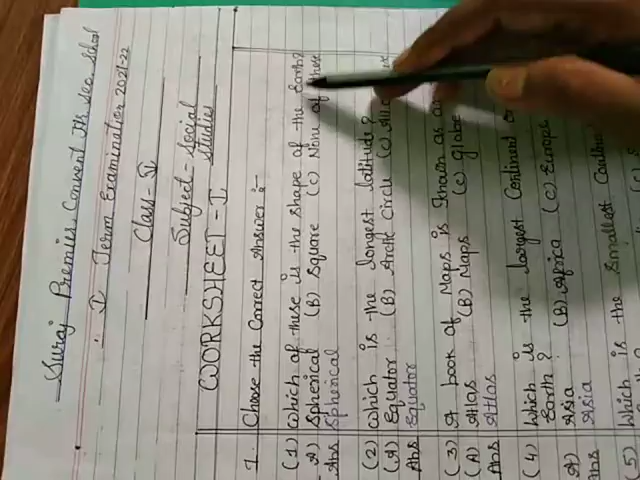 Suraj Premier Convent Jr. Sec School
I Term Examination 2021-22
Class - V
Subject - Social
Studies
WORKSHEET - I
1. Choose the Correct Answer :-
(1) Which of these is the shape of the Earth?
A) Spherical (B) Square (C) None of these
Ans Spherical
(2) Which is the longest latitude?
(A) Equator (B) Arctic Circle (C)
Ans Equator
(3) A book of Maps is known as an
(A) Atlas (B) Maps (C) globe
Ans Atlas
(4) Which is the largest Continent
Earth?
A) Asia (B) Africa (C) Europe
Ans Asia
(5) Which is the smallest